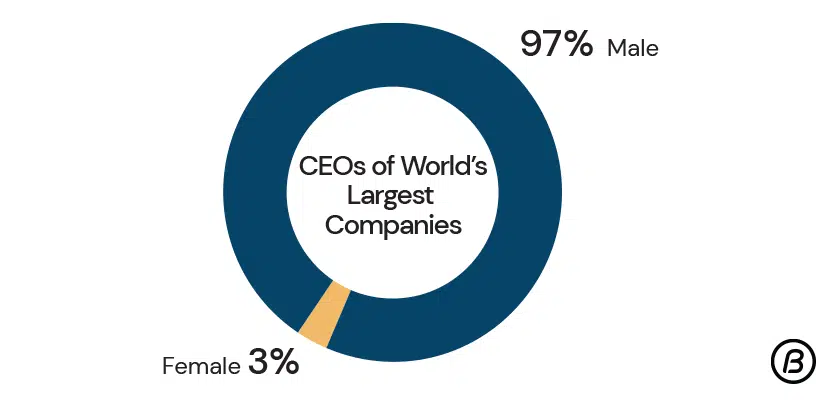 97% Male
CEOs of World’s
Largest
Companies
Female 3%
B